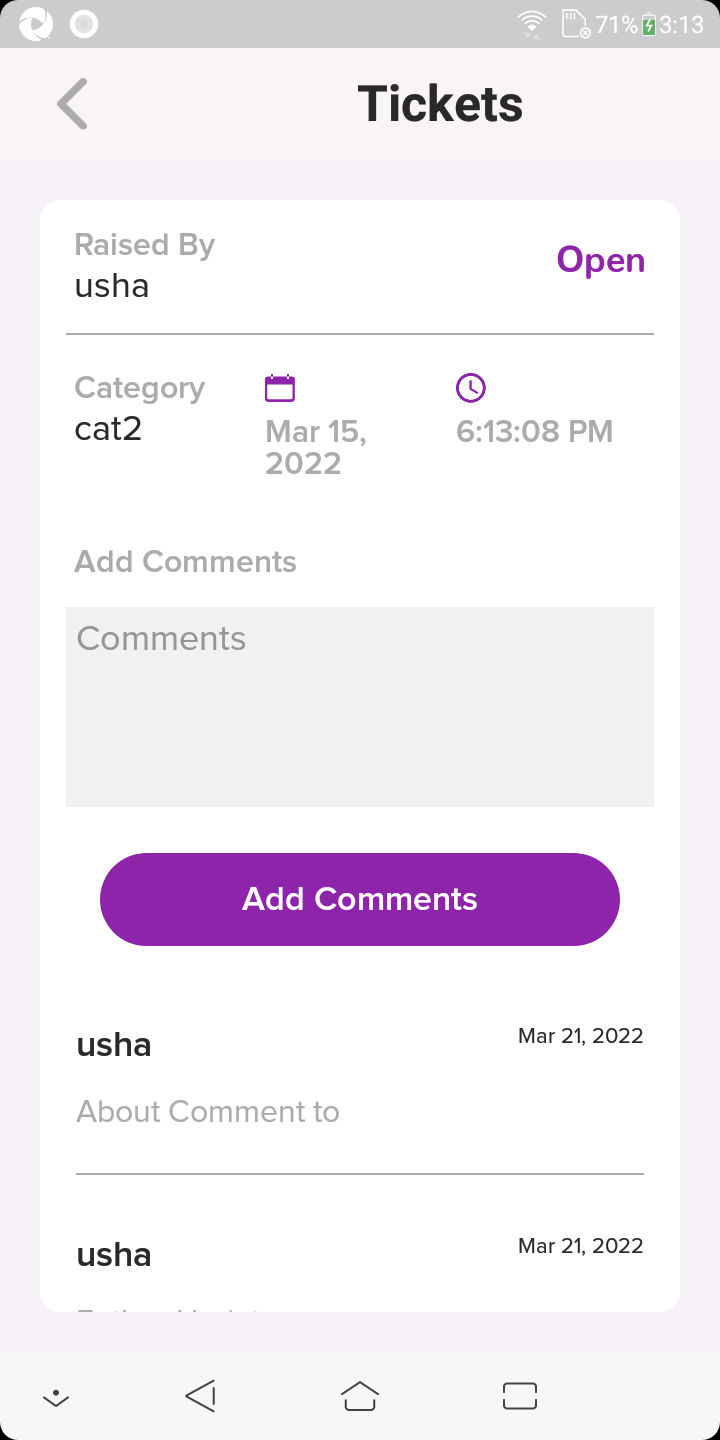 71% 3:13
Tickets
Raised By
usha
Open
Category
cat2
Mar 15,
2022
6:13:08 PM
Add Comments
Comments
Add Comments
usha
Mar 21, 2022
About Comment to
usha
Mar 21, 2022